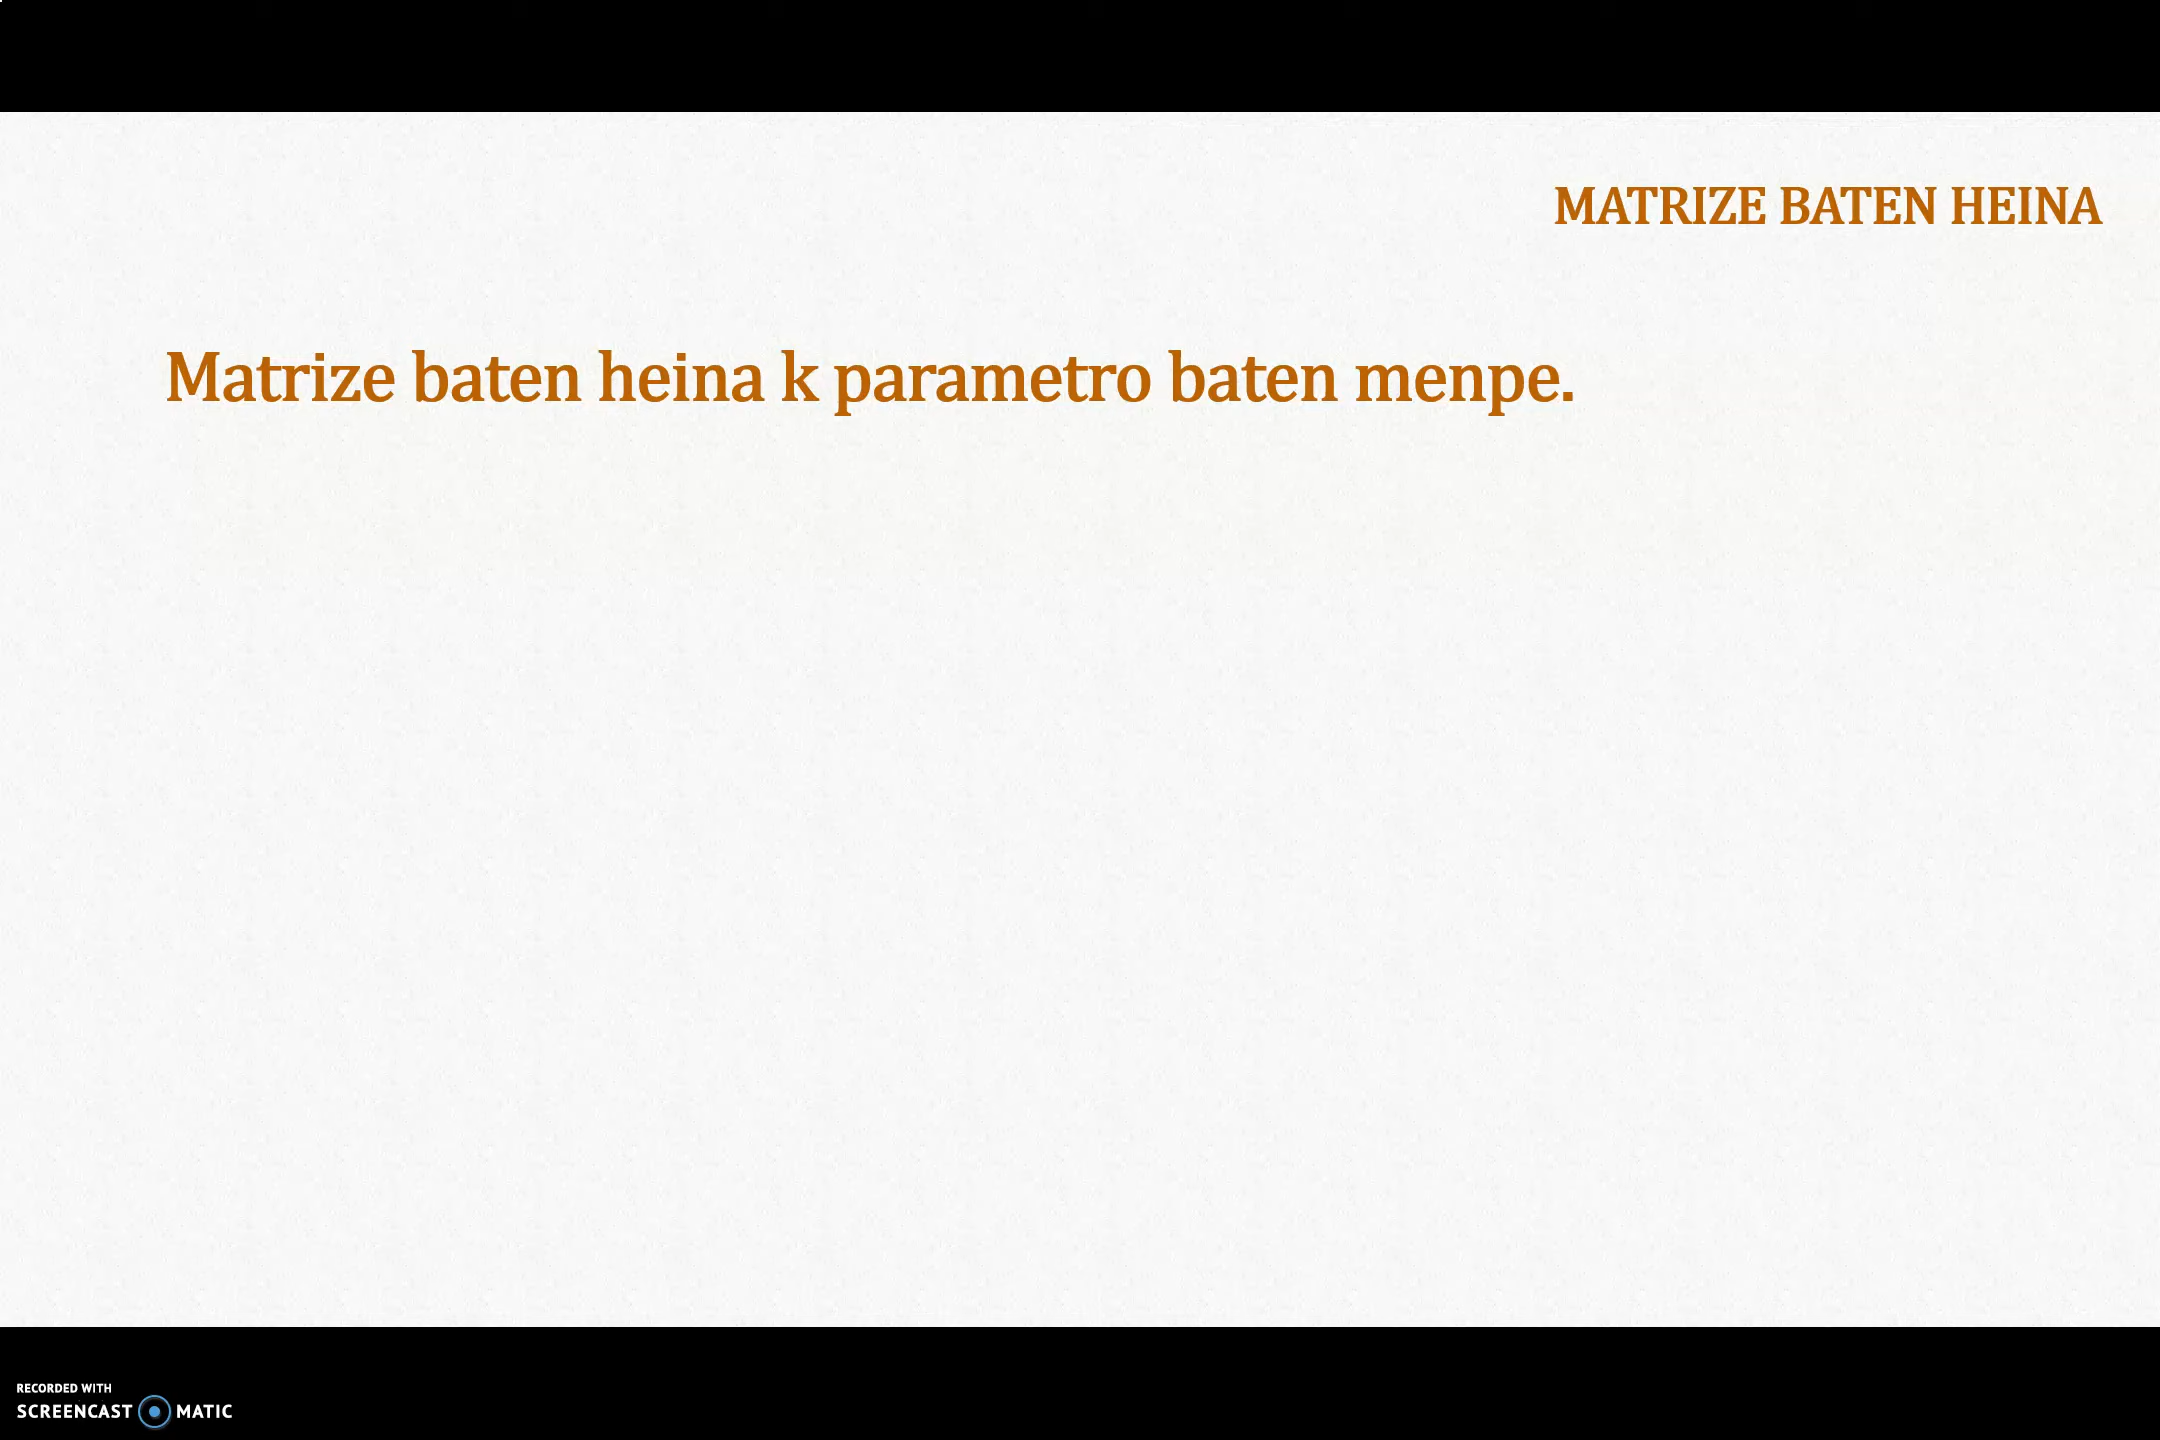 MATRIZE BATEN HEINA
Matrize baten heina k parametro baten menpe.
RECORDED WITH
SCREENCAST MATIC